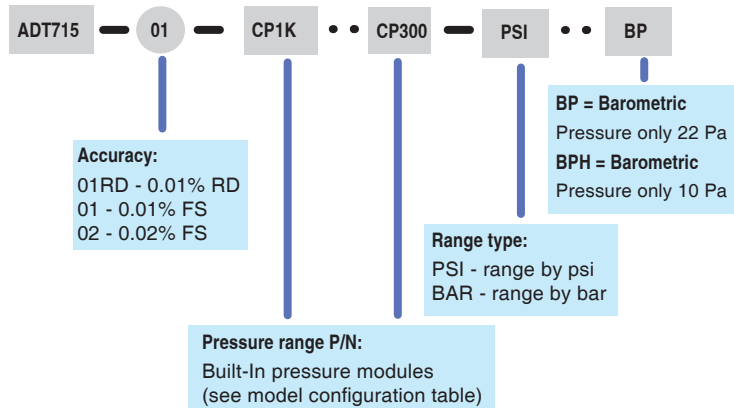 ADT715 — 01 — CP1K • • CP300 — PSI • • BP
BP = Barometric
Pressure only 22 Pa
BPH = Barometric
Pressure only 10 Pa
Accuracy:
01RD - 0.01% RD
01 - 0.01% FS
02 - 0.02% FS
Range type:
PSI - range by psi
BAR - range by bar
Pressure range P/N:
Built-In pressure modules
(see model configuration table)